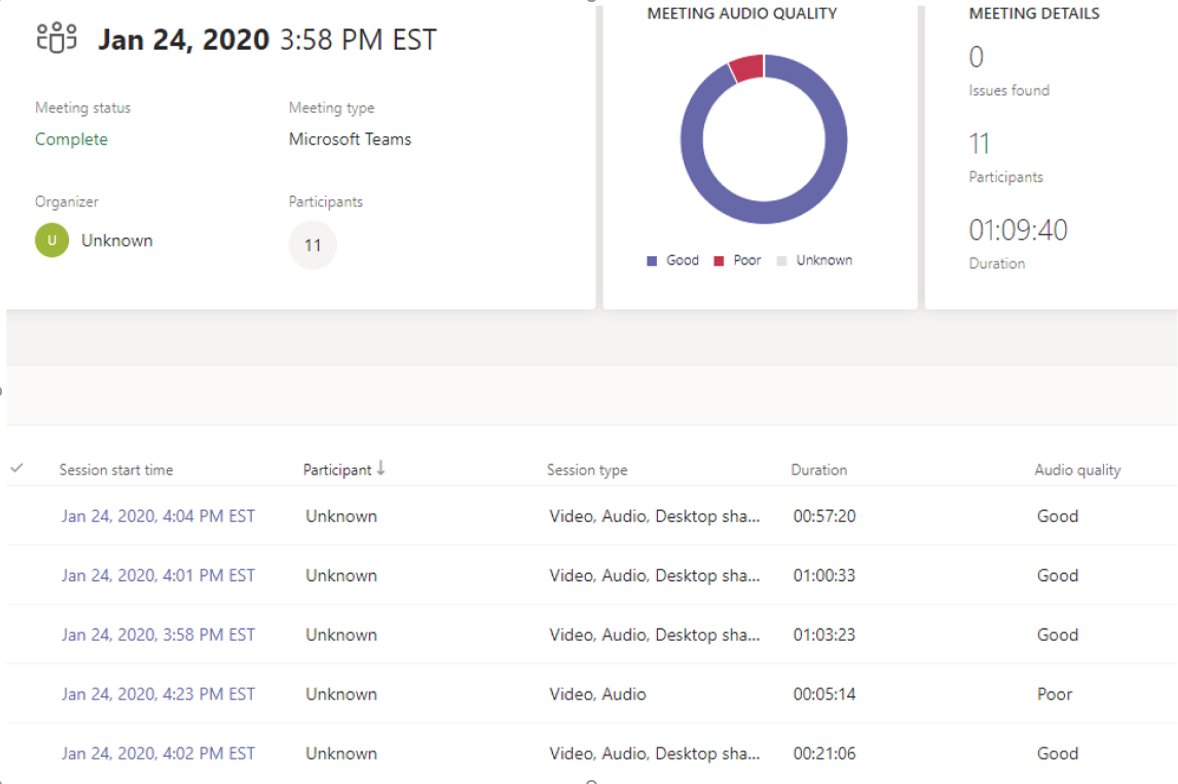 Jan 24, 2020 3:58 PM EST
Meeting status
Meeting type
Complete
Microsoft Teams
Organizer
Participants
U
Unknown
11
MEETING AUDIO QUALITY
Good
Poor
Unknown
MEETING DETAILS
0
Issues found
11
Participants
01:09:40
Duration
Session start time Participant Session type Duration Audio quality
Jan 24, 2020, 4:04 PM EST Unknown Video, Audio, Desktop sha... 00:57:20 Good
Jan 24, 2020, 4:01 PM EST Unknown Video, Audio, Desktop sha... 01:00:33 Good
Jan 24, 2020, 3:58 PM EST Unknown Video, Audio, Desktop sha... 01:03:23 Good
Jan 24, 2020, 4:23 PM EST Unknown Video, Audio 00:05:14 Poor
Jan 24, 2020, 4:02 PM EST Unknown Video, Audio, Desktop sha... 00:21:06 Good